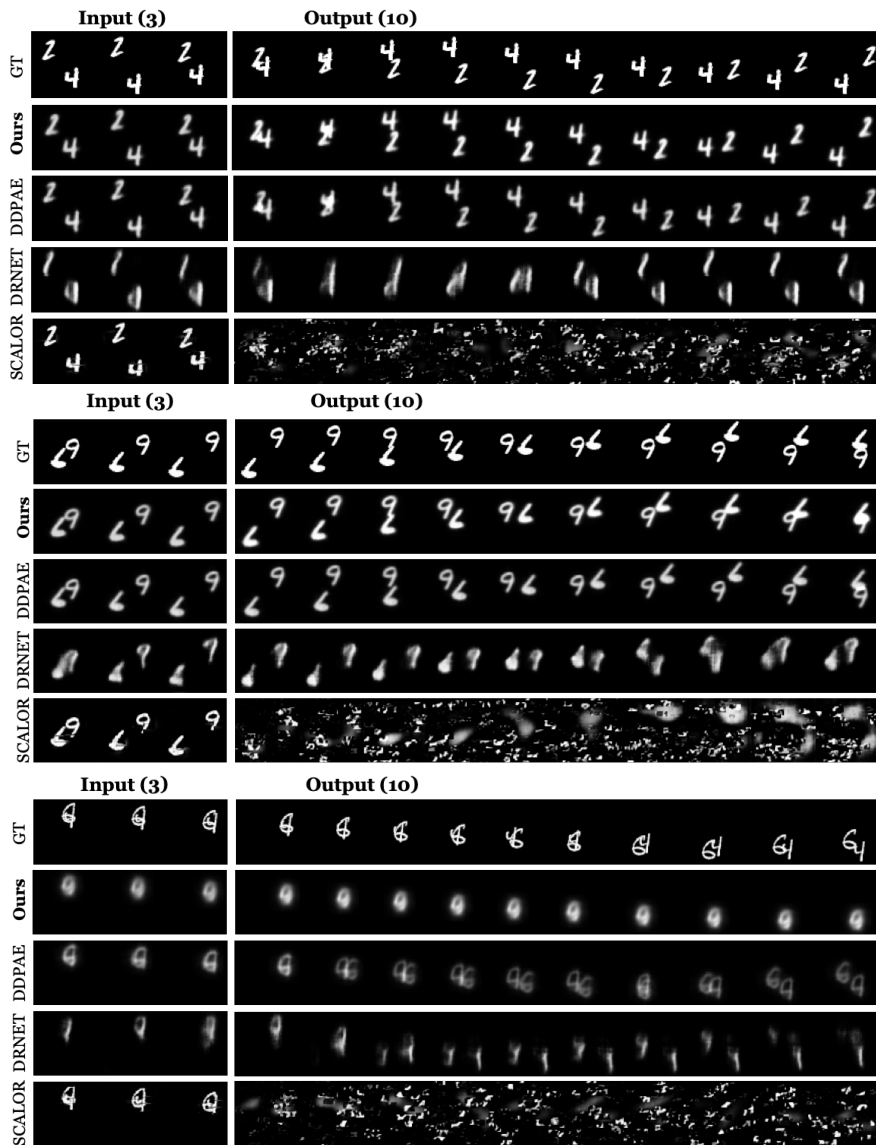 Input (3) Output (10)
GT
Ours
DDPAE
DRNET
SCALOR
Input (3) Output (10)
GT
Ours
DDPAE
DRNET
SCALOR
Input (3) Output (10)
GT
Ours
DDPAE
DRNET
SCALOR